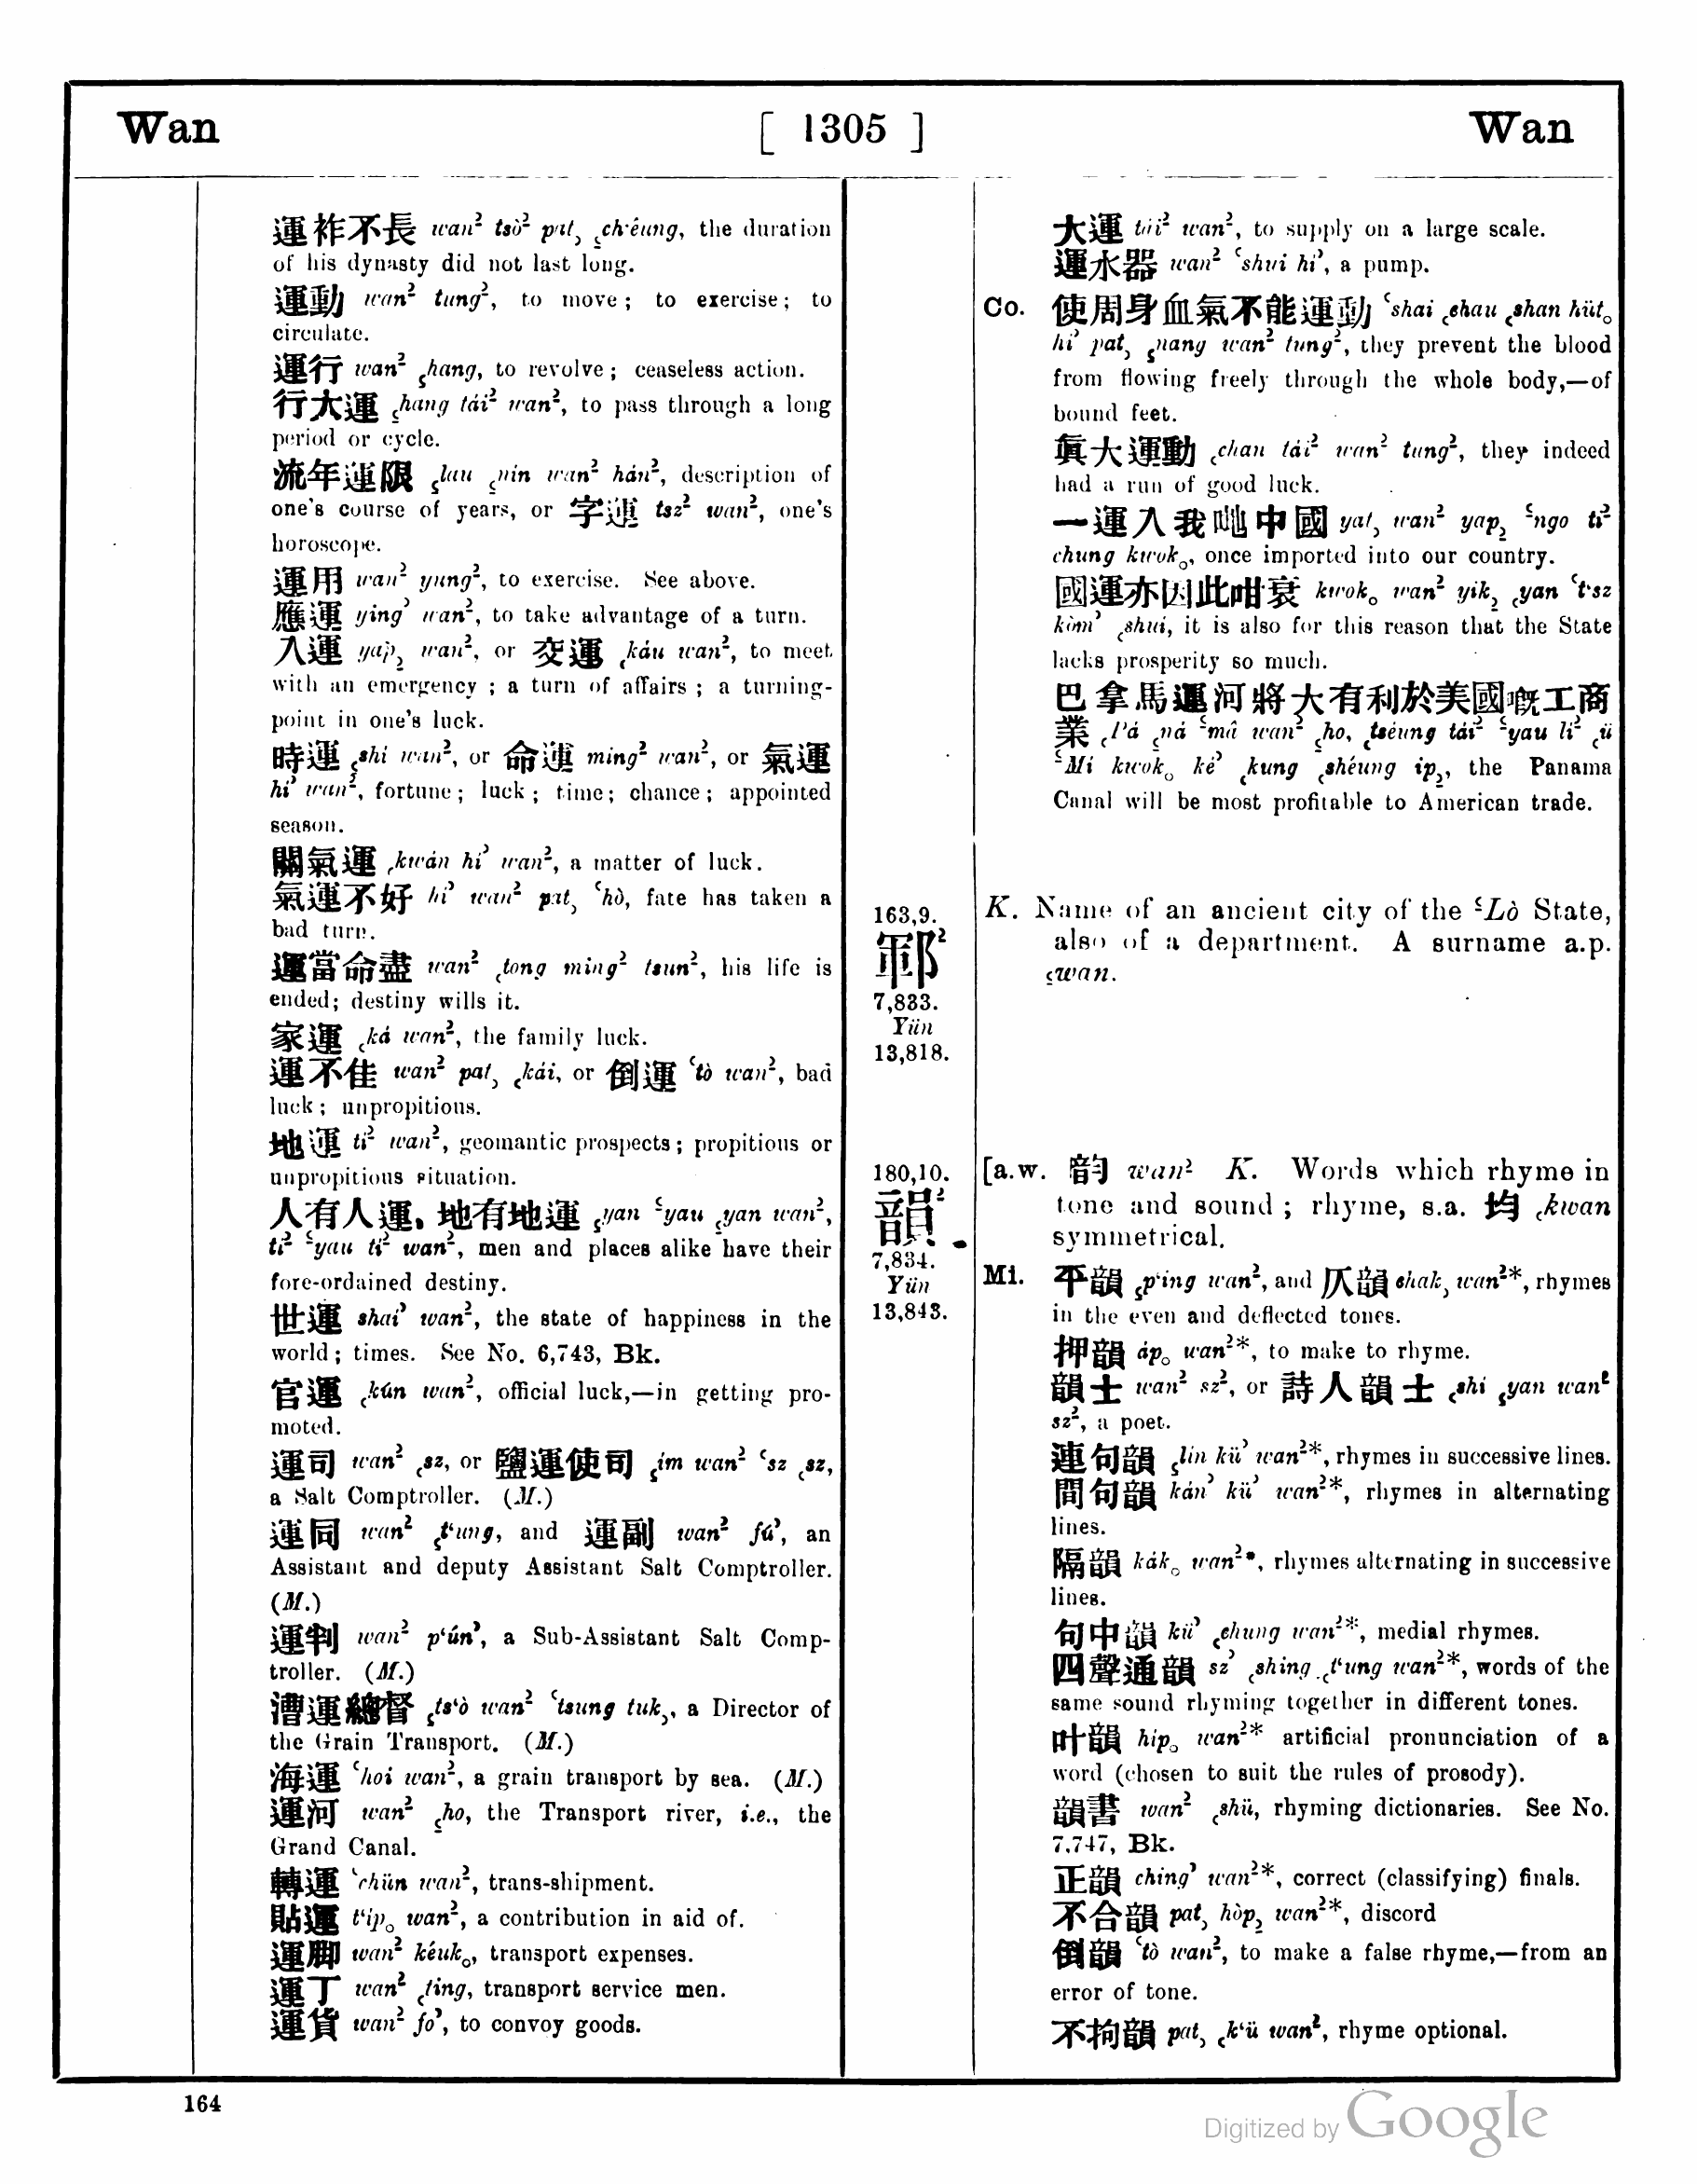 Wan [ 1305 ] Wan
運祚不長 wan² tsò² pat꜇ ꜁ch‘éung, the duration
of his dynasty did not last long.
運動 wan² tung², to move; to exercise; to
circulate.
運行 wan² ꜁hang, to revolve; ceaseless action.
行大運 ꜁hang tái² wan², to pass through a long
period or cycle.
流年運限 ꜁lau ꜁nín wan² hán², description of
one's course of years, or 字運 tsz² wan², one's
horoscope.
運用 wan² yung², to exercise. See above.
應運 ying’ wan², to take advantage of a turn.
入運 yap₂ wan², or 交運 ꜀káu wan², to meet
with an emergency; a turn of affairs; a turning-
point in one's luck.
時運 ꜁shí wan², or 命運 ming² wan², or 氣運
hí’ wan², fortune; luck; time; chance; appointed
season.
關氣運 ꜀kwán hí’ wan², a matter of luck.
氣運不好 hí’ wan² pat꜇ ‘hò, fate has taken a
bad turn.
運當命盡 wan² ꜀tong ming² tsun², his life is
ended; destiny wills it.
家運 ꜀ká wan², the family luck.
運不佳 wan² pat꜇ ꜀kái, or 倒運 ‘tò wan², bad
luck; unpropitious.
地運 tí² wan², geomantic prospects; propitious or
unpropitious situation.
人有人運, 地有地運 ꜁yan ꜃yau ꜁yan wan²,
tí² ꜃yau tí² wan², men and places alike have their
fore-ordained destiny.
世運 shai’ wan², the state of happiness in the
world; times. See No. 6,743, Bk.
官運 ꜀kún wan², official luck,—in getting pro-
moted.
運司 wan² ꜀sz, or 鹽運使司 ꜁ím wan² ‘sz ꜀sz,
a Salt Comptroller. (M.)
運同 wan² ꜁t‘ung, and 運副 wan² fú’, an
Assistant and deputy Assistant Salt Comptroller.
(M.)
運判 wan² p‘ún’, a Sub-Assistant Salt Comp-
troller. (M.)
漕運總督 ꜁ts‘ò wan² ‘tsung tuk꜇, a Director of
the Grain Transport. (M.)
海運 ‘hoi wan², a grain transport by sea. (M.)
運河 wan² ꜁ho, the Transport river, i.e., the
Grand Canal.
轉運 ‘chün wan², trans-shipment.
貼運 t‘ipₒ wan², a contribution in aid of.
運脚 wan² kéukₒ, transport expenses.
運丁 wan² ꜀ting, transport service men.
運貨 wan² fo’, to convoy goods.
大運 tái² wan², to supply on a large scale.
運水器 wan² ‘shui hí’, a pump.
Co. 使周身血氣不能運動 ‘shai ꜀chau ꜀shan hütₒ
hí’ pat꜇ ꜁nang wan² tung², they prevent the blood
from flowing freely through the whole body,—of
bound feet.
眞大運動 ꜀chan tái² wan² tung², they indeed
had a run of good luck.
一運入我哋中國 yat꜇ wan² yap₂ ꜃ngo tí²
chung kwokₒ, once imported into our country.
國運亦因此咁衰 kwokₒ wan² yik₂ ꜀yan ‘t‘sz
kòm’ ꜀shui, it is also for this reason that the State
lacks prosperity so much.
巴拿馬運河將大有利於美國嘅工商
業 ꜀Pá ꜁ná ꜃má wan² ꜁ho, ꜀tséung tái² ꜃yau lí² ꜀ü
꜃Mí kwokₒ ké’ ꜀kung ꜀shéung ip₂, the Panama
Canal will be most profitable to American trade.
163,9.
鄆²
7,833.
Yün
13,818.
K. Name of an ancient city of the ꜃Lò State,
also of a department. A surname a.p.
꜁wan.
180,10.
韻²
7,834.
Yün
13,843.
[a.w. 韵 wan² K. Words which rhyme in
tone and sound; rhyme, s.a. 均 ꜀kwan
symmetrical.
Mi. 平韻 ꜁p‘ing wan², and 仄韻 chak꜇ wan²*, rhymes
in the even and deflected tones.
押韻 ápₒ wan²*, to make to rhyme.
韻士 wan² sz², or 詩人韻士 ꜀shí ꜁yan wan²
sz², a poet.
連句韻 ꜁lín kü’ wan²*, rhymes in successive lines.
間句韻 kán’ kü’ wan²*, rhymes in alternating
lines.
隔韻 kákₒ wan²*, rhymes alternating in successive
lines.
句中韻 kü’ ꜀chung wan²*, medial rhymes.
四聲通韻 sz’ ꜀shing ꜀t‘ung wan²*, words of the
same sound rhyming together in different tones.
叶韻 hípₒ wan²* artificial pronunciation of a
word (chosen to suit the rules of prosody).
韻書 wan² ꜀shü, rhyming dictionaries. See No.
7,747, Bk.
正韻 ching’ wan²*, correct (classifying) finals.
不合韻 pat꜇ hòp₂ wan²*, discord
倒韻 ‘tò wan², to make a false rhyme,—from an
error of tone.
不拘韻 pat꜇ ꜀k‘ü wan², rhyme optional.
164
Digitized by Google